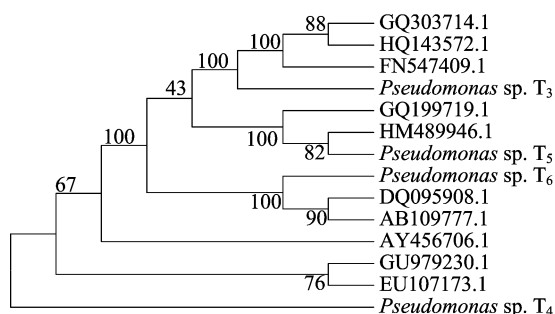 88 GQ303714.1
100 HQ143572.1
100 FN547409.1
Pseudomonas sp. T3
43 GQ199719.1
100 HM489946.1
82 Pseudomonas sp. T5
100 Pseudomonas sp. T6
100 DQ095908.1
90 AB109777.1
67 AY456706.1
GU979230.1
76 EU107173.1
Pseudomonas sp. T4